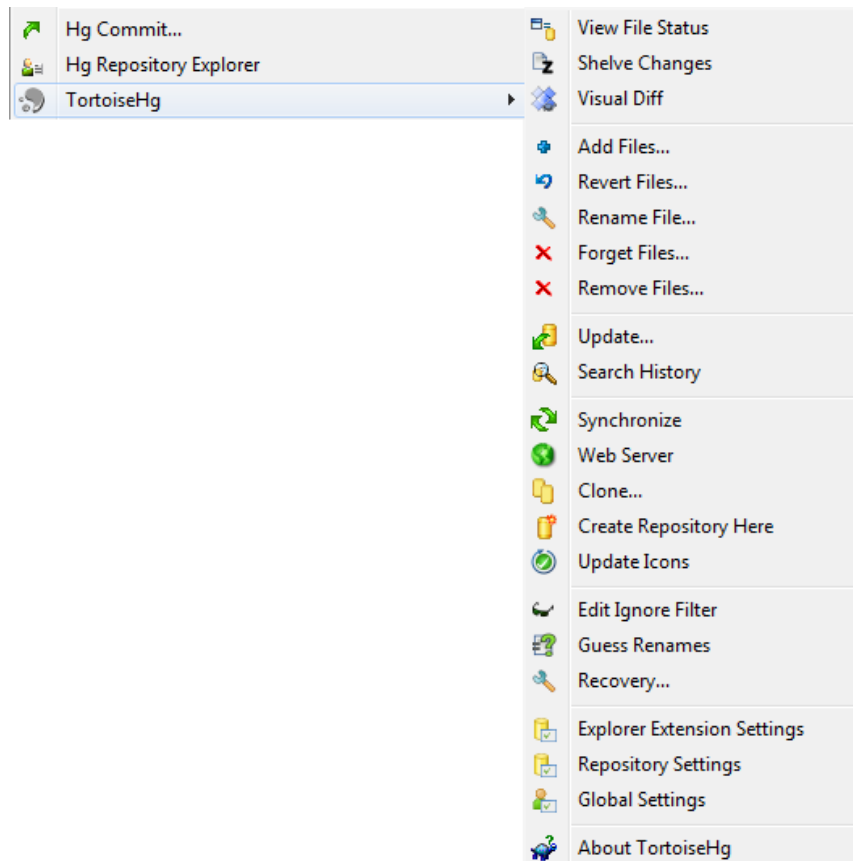 Hg Commit...
Hg Repository Explorer
TortoiseHg
View File Status
Shelve Changes
Visual Diff
Add Files...
Revert Files...
Rename File...
Forget Files...
Remove Files...
Update...
Search History
Synchronize
Web Server
Clone...
Create Repository Here
Update Icons
Edit Ignore Filter
Guess Renames
Recovery...
Explorer Extension Settings
Repository Settings
Global Settings
About TortoiseHg